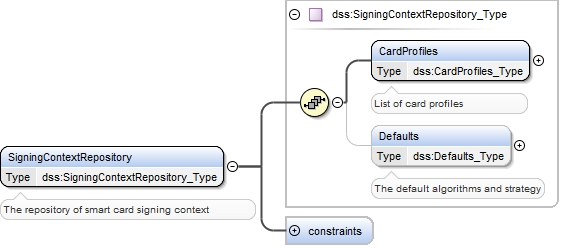 dss:SigningContextRepository_Type
CardProfiles
Type dss:CardProfiles_Type
List of card profiles
Defaults
Type dss:Defaults_Type
The default algorithms and strategy
SigningContextRepository
Type dss:SigningContextRepository_Type
The repository of smart card signing context
constraints